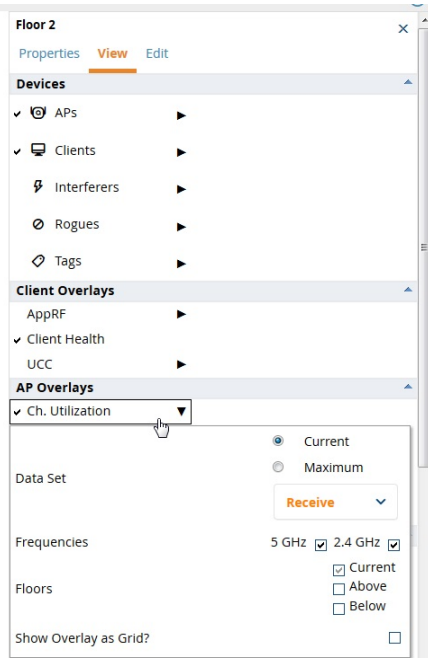 Floor 2
Properties View Edit
Devices
APs
Clients
Interferers
Rogues
Tags
Client Overlays
AppRF
Client Health
UCC
AP Overlays
Ch. Utilization
Current
Maximum
Data Set
Receive
Frequencies 5 GHz 2.4 GHz
Current
Floors Above
Below
Show Overlay as Grid?